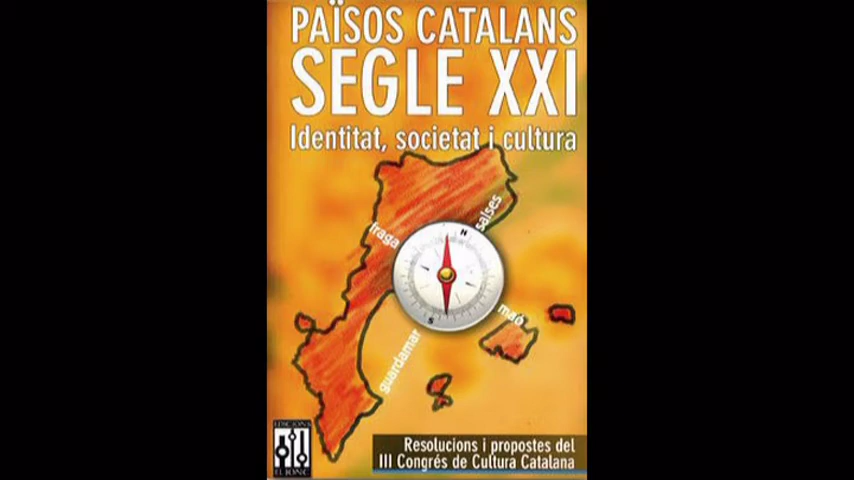 PAÏSOS CATALANS
SEGLE XXI
Identitat, societat i cultura
salses
fraga
N
maó
S
guardamar
Resolucions i propostes del
III Congrés de Cultura Catalana
EDICIONS
EL JONC